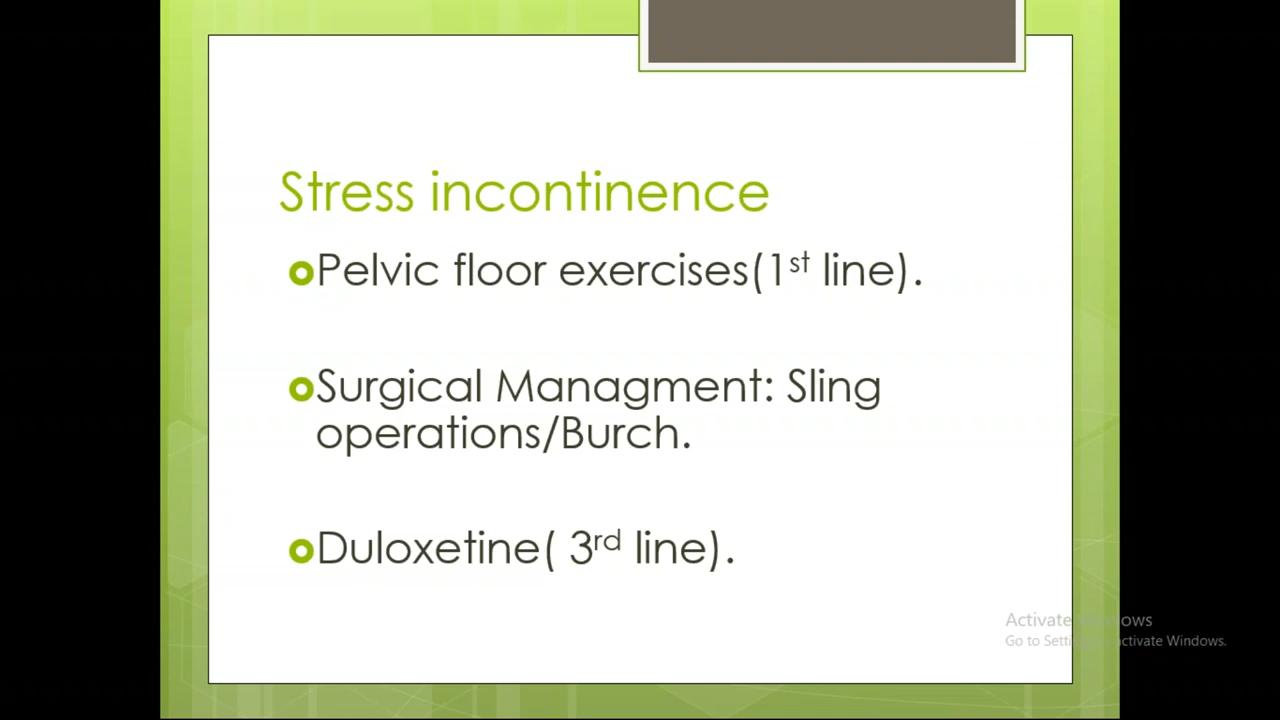 Stress incontinence
Pelvic floor exercises(1st line).
Surgical Managment: Sling
operations/Burch.
Duloxetine( 3rd line).
Activate Windows
Go to Settings to activate Windows.